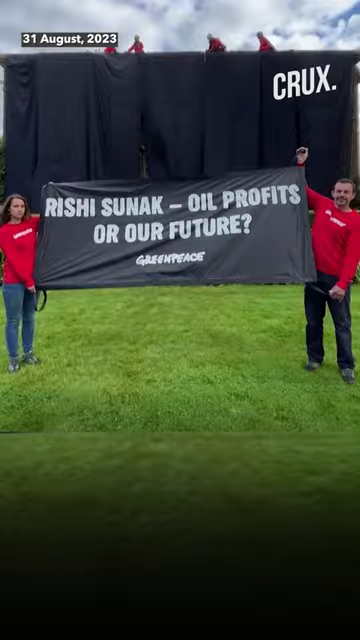 31 August, 2023
CRUX.
RISHI SUNAK – OIL PROFITS
OR OUR FUTURE?
GREENPEACE